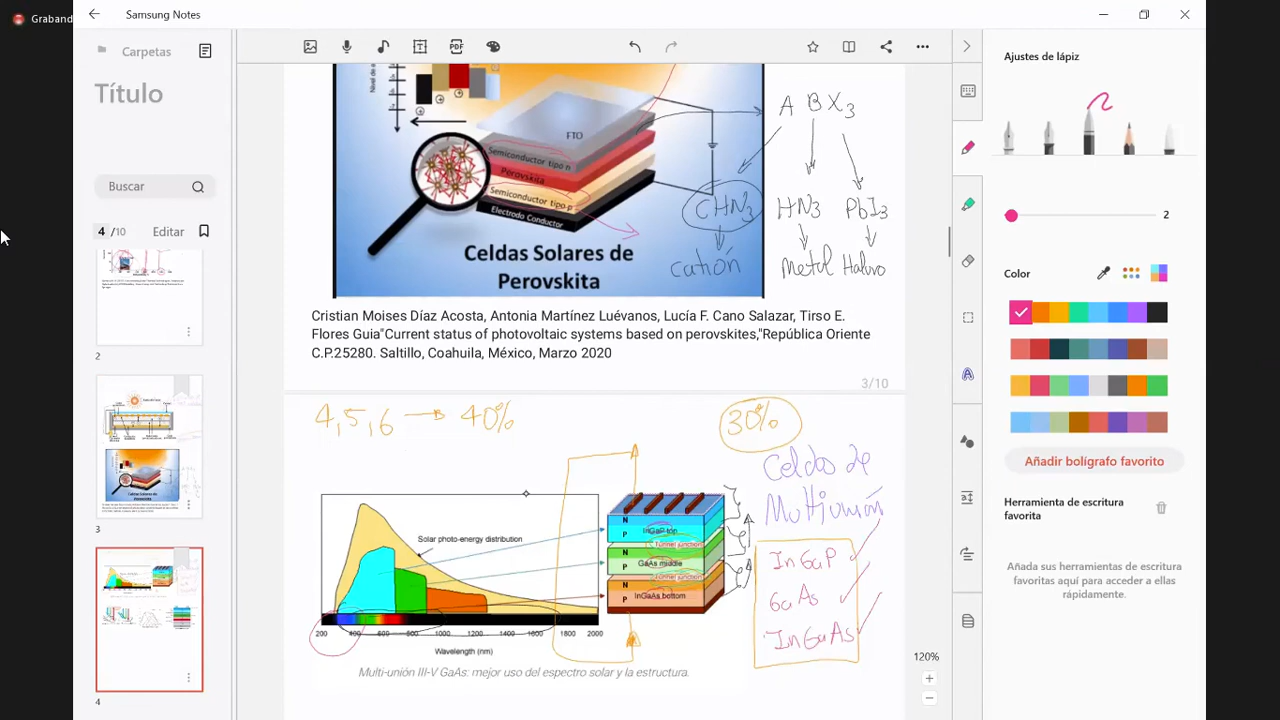 Graband
Samsung Notes
Carpetas
Título
Buscar
4 /10
Editar
2
3
4
PDF
FTO
Semiconductor tipo n
Perovskita
Semiconductor tipo p
Electrodo Conductor
Celdas Solares de
Perovskita
A B X3
CHN3 HN3 PbI3
catión Metal Haluro
Cristian Moises Díaz Acosta, Antonia Martínez Luévanos, Lucía F. Cano Salazar, Tirso E.
Flores Guia"Current status of photovoltaic systems based on perovskites,"República Oriente
C.P.25280. Saltillo, Coahuila, México, Marzo 2020
3/10
4,5,6 → 40%
30%
Celdas de
Multiunión
InGaP
GaAs
InGaAs
Solar photo-energy distribution
N
P
InGaP top
Tunnel junction
N
P
GaAs middle
Tunnel junction
N
P
InGaAs bottom
200 400 600 800 1000 1200 1400 1600 1800 2000
Wavelength (nm)
Multi-unión III-V GaAs: mejor uso del espectro solar y la estructura.
120%
Ajustes de lápiz
2
Color
Añadir bolígrafo favorito
Herramienta de escritura
favorita
Añada sus herramientas de
escritura favoritas
aquí para acceder a ellas
rápidamente.